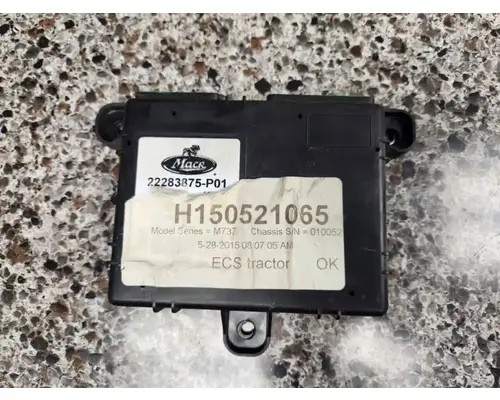 Mack
22283875-P01
H150521065
Model Series = M737 Chassis S/N = 010052
5-28-2015 08:07:05 AM
ECS tractor OK